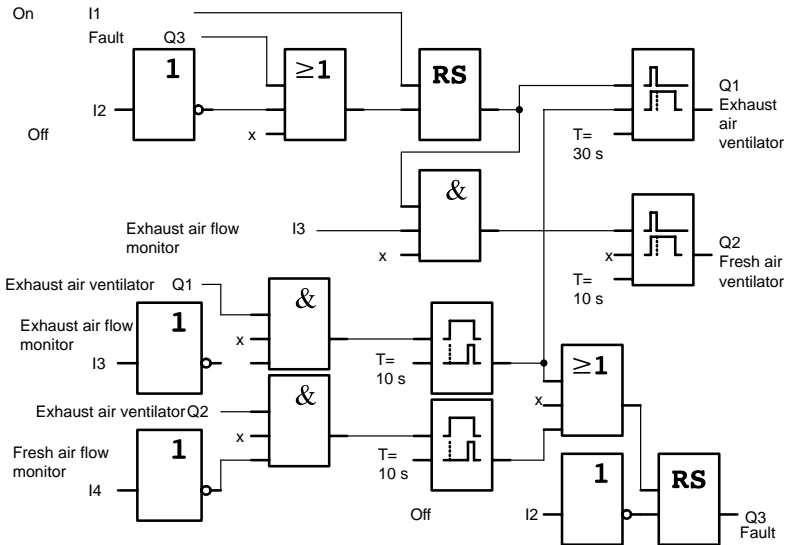 On I1
Fault Q3
1
≥1
RS
I2
Off
x
T=
30 s
Q1
Exhaust
air
ventilator
&
Exhaust air flow
monitor
I3
x
x
T=
10 s
Q2
Fresh air
ventilator
Exhaust air ventilator Q1
&
Exhaust air flow
monitor
1
x
I3
T=
10 s
≥1
x
Exhaust air ventilatorQ2
&
x
Fresh air flow
monitor
1
I4
T=
10 s
Off
I2
1
RS
Q3
Fault